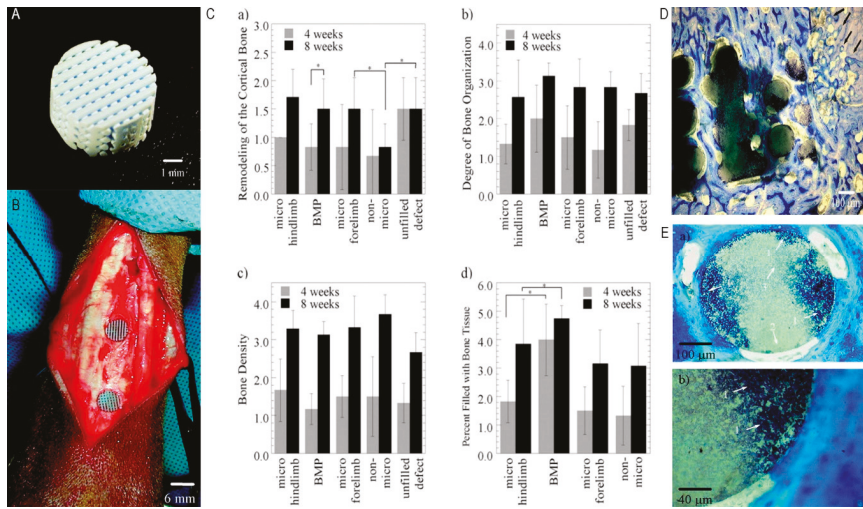 A
1 mm
B
6 mm
C
a)
Remodeling of the Cortical Bone
3.0
2.5
2.0
1.5
1.0
0.5
0.0
4 weeks
8 weeks
*
*
*
micro
hindlimb
BMP
micro
forelimb
non-
micro
unfilled
defect
b)
Degree of Bone Organization
4.0
3.0
2.0
1.0
0.0
4 weeks
8 weeks
micro
hindlimb
BMP
micro
forelimb
non-
micro
unfilled
defect
c)
Bone Density
4.0
3.0
2.0
1.0
0.0
4 weeks
8 weeks
micro
hindlimb
BMP
micro
forelimb
non-
micro
unfilled
defect
d)
Percent Filled with Bone Tissue
6.0
5.0
4.0
3.0
2.0
1.0
0.0
4 weeks
8 weeks
*
*
micro
hindlimb
BMP
micro
forelimb
non-
micro
D
100 µm
E
a)
100 µm
b)
40 µm